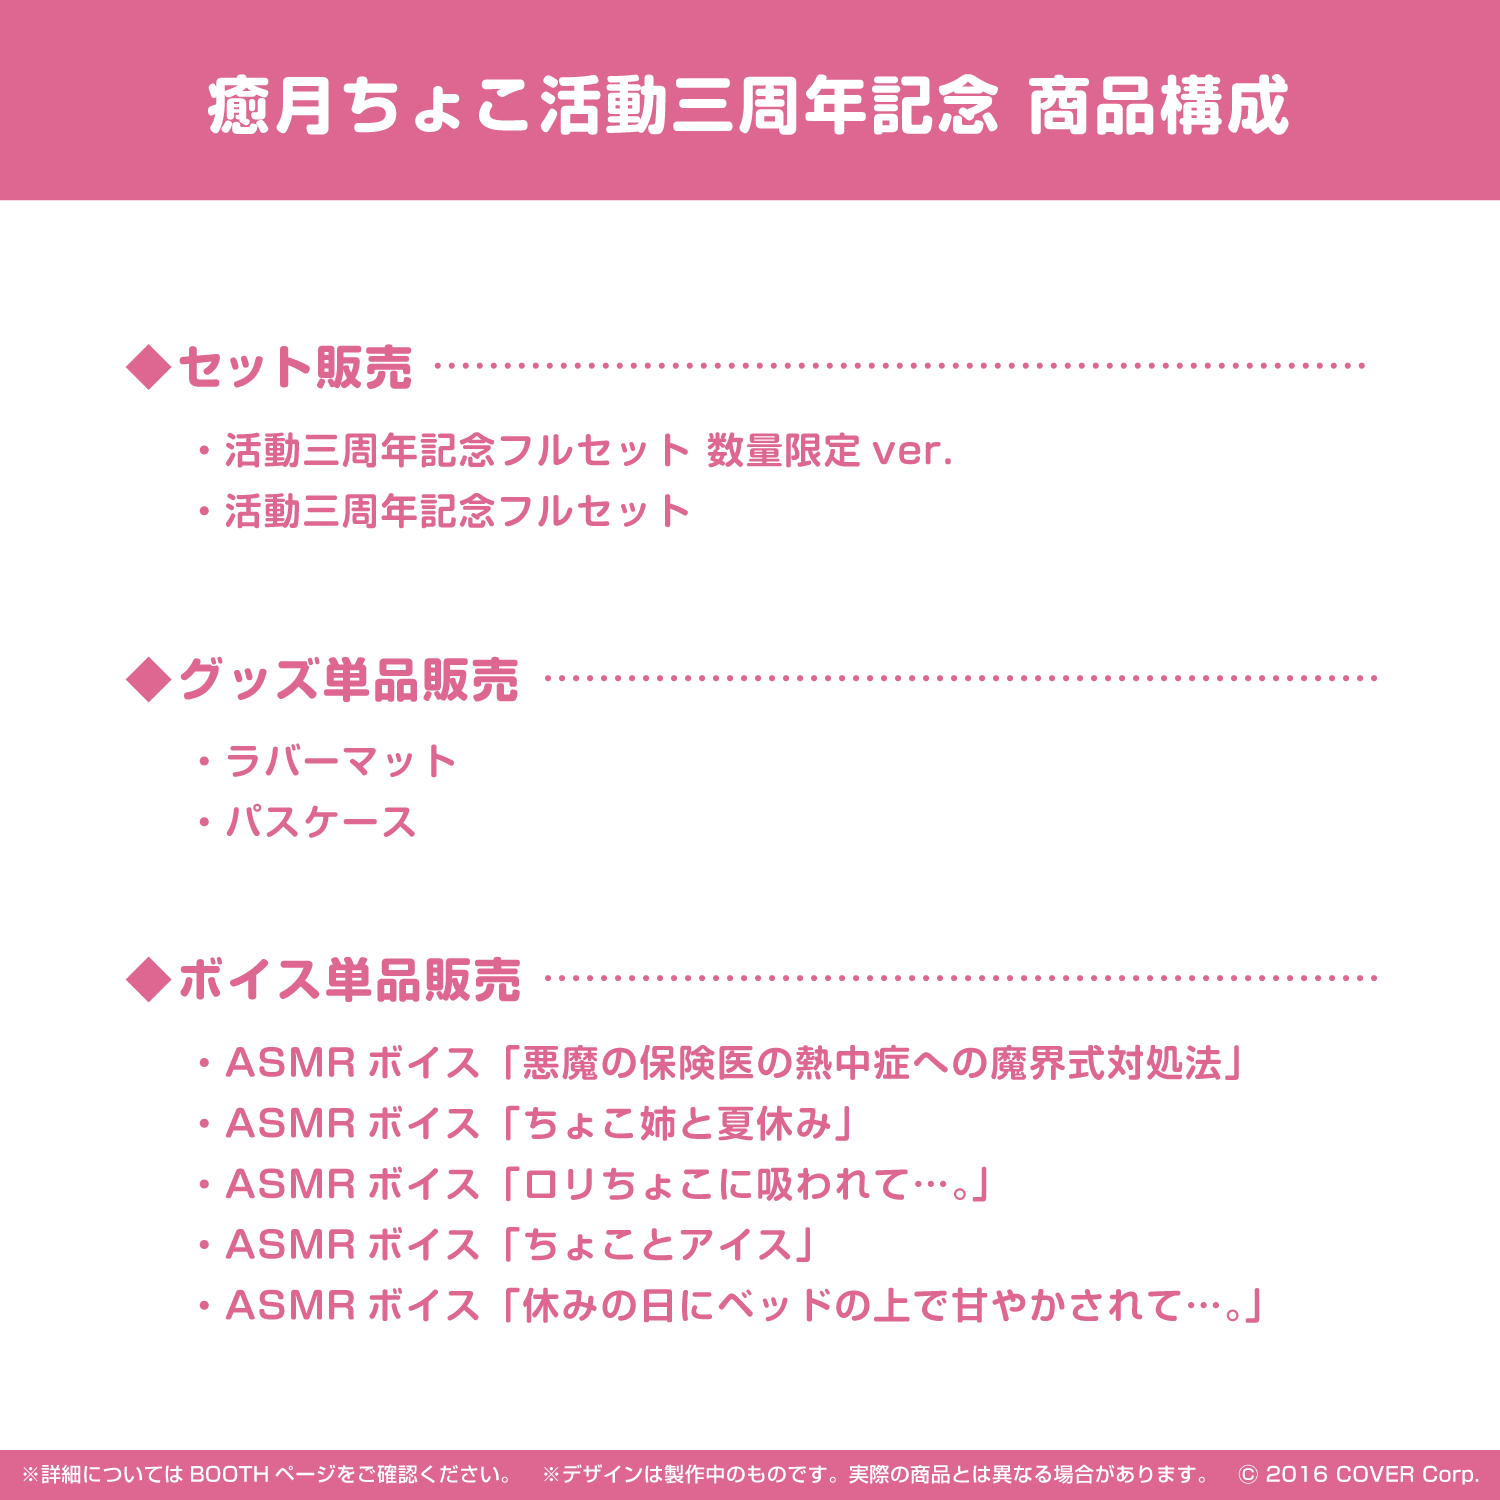 癒月ちょこ活動三周年記念 商品構成
◆セット販売
・活動三周年記念フルセット 数量限定 ver.
・活動三周年記念フルセット
◆グッズ単品販売
・ラバーマット
・パスケース
◆ボイス単品販売
・ASMR ボイス「悪魔の保険医の熱中症への魔界式対処法」
・ASMR ボイス「ちょこ姉と夏休み」
・ASMR ボイス「ロリちょこに吸われて…。」
・ASMR ボイス「ちょことアイス」
・ASMR ボイス「休みの日にベッドの上で甘やかされて…。」
※詳細については BOOTH ページをご確認ください。 ※デザインは製作中のものです。実際の商品とは異なる場合があります。 © 2016 COVER Corp.